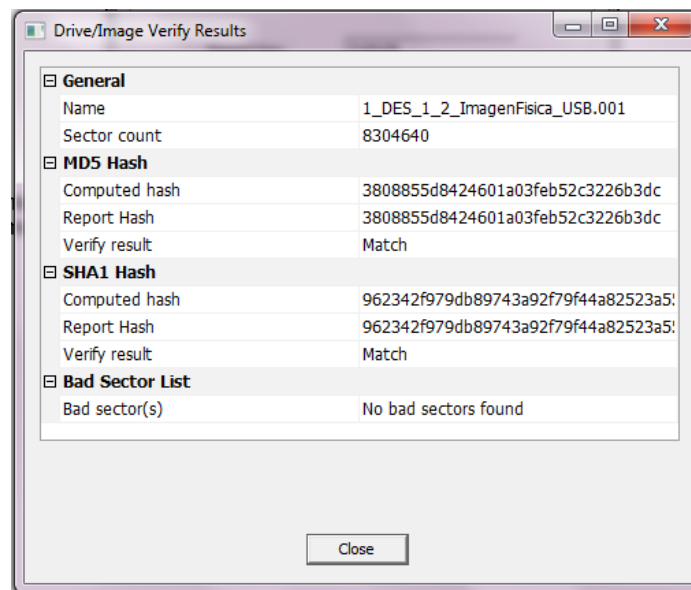 Drive/Image Verify Results
General
Name 1_DES_1_2_ImagenFisica_USB.001
Sector count 8304640
MD5 Hash
Computed hash 3808855d8424601a03feb52c3226b3dc
Report Hash 3808855d8424601a03feb52c3226b3dc
Verify result Match
SHA1 Hash
Computed hash 962342f979db89743a92f79f44a82523a5
Report Hash 962342f979db89743a92f79f44a82523a5
Verify result Match
Bad Sector List
Bad sector(s) No bad sectors found
Close